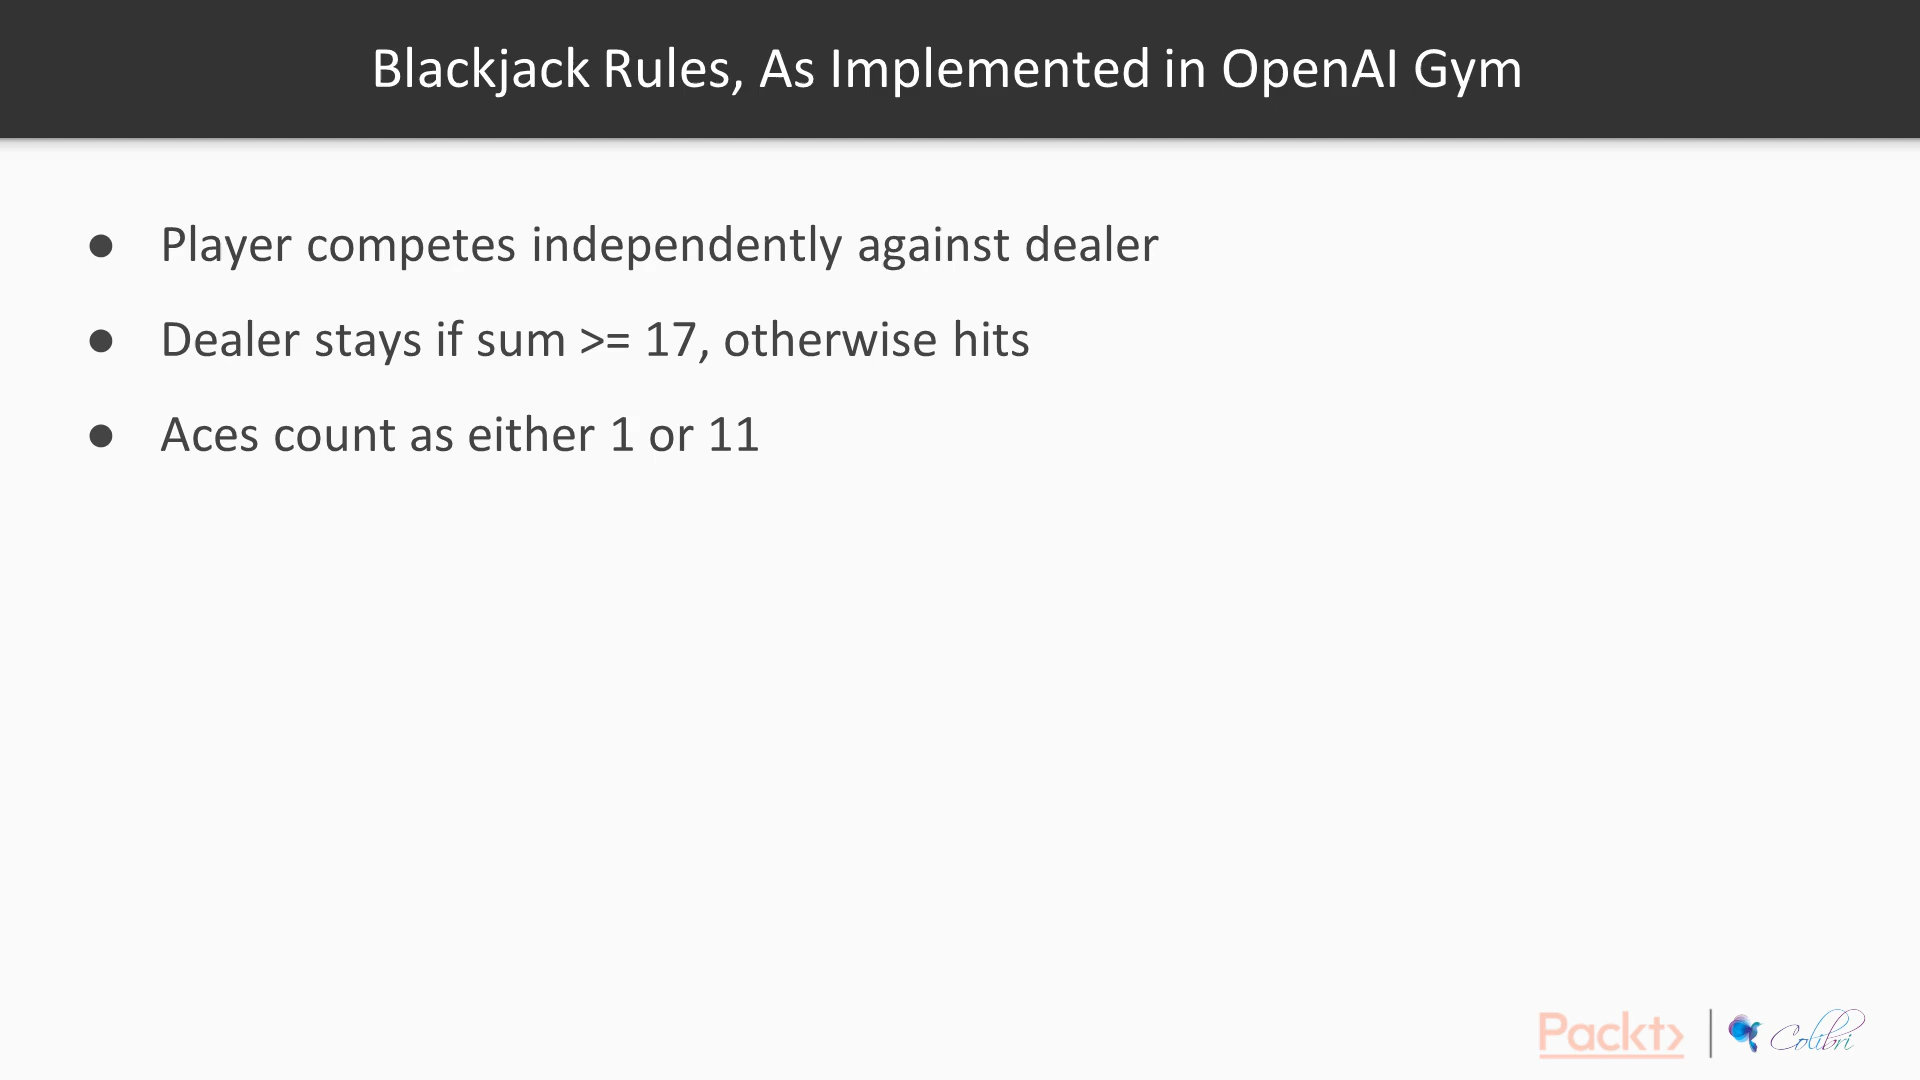 Blackjack Rules, As Implemented in OpenAI Gym
● Player competes independently against dealer
● Dealer stays if sum >= 17, otherwise hits
● Aces count as either 1 or 11
Packt> | Colibri